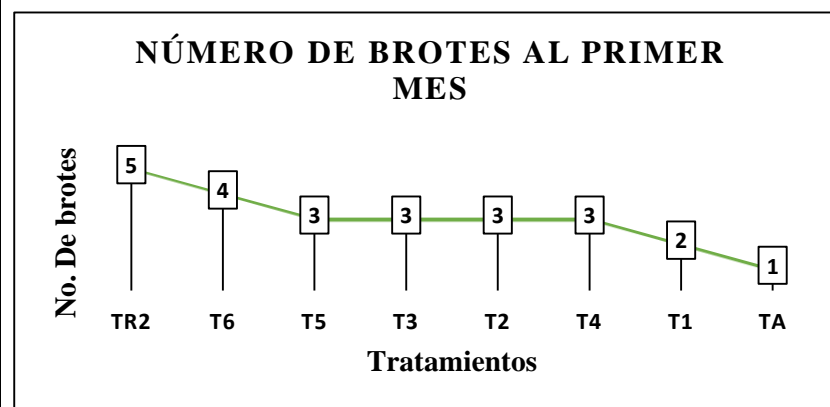 NÚMERO DE BROTES AL PRIMER
MES
No. De brotes
5
4
3
3
3
3
2
1
TR2 T6 T5 T3 T2 T4 T1 TA
Tratamientos